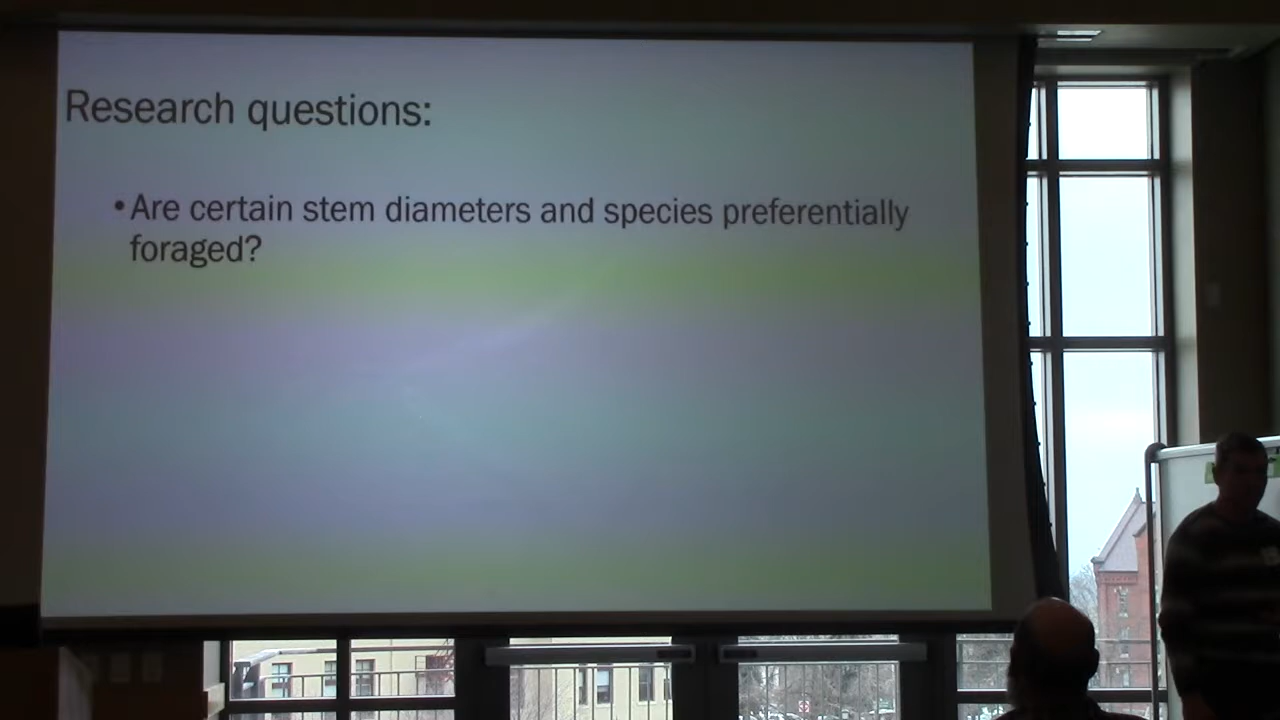 Research questions:
• Are certain stem diameters and species preferentially
foraged?